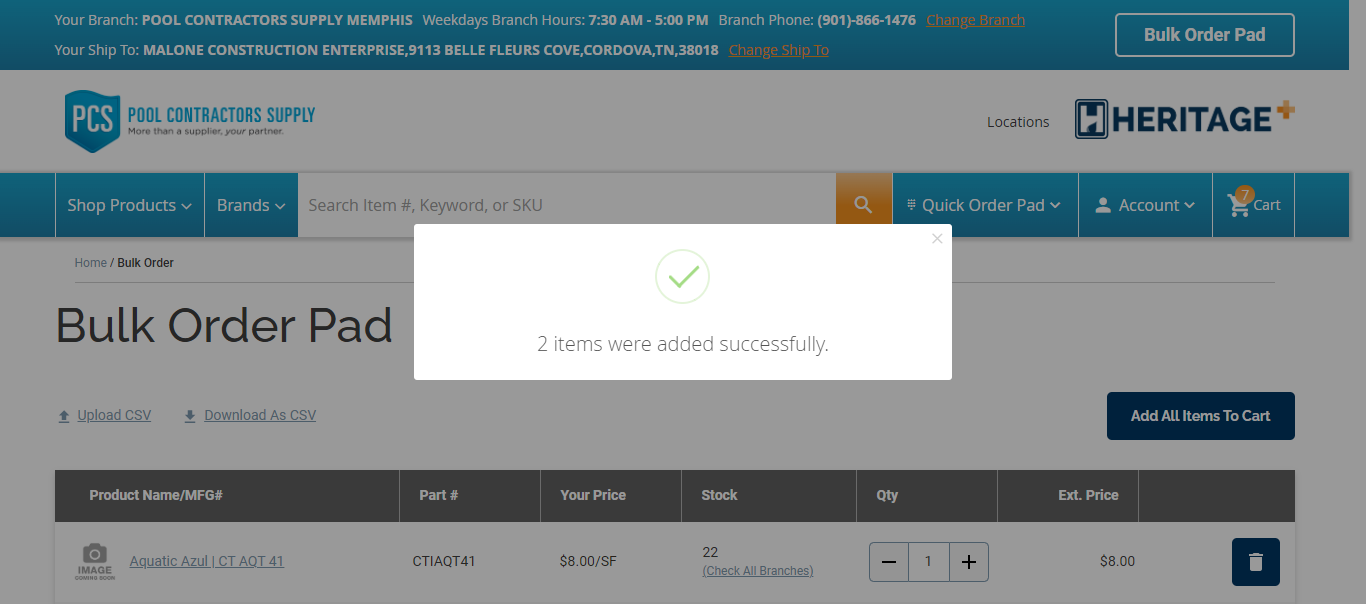 Your Branch: POOL CONTRACTORS SUPPLY MEMPHIS Weekdays Branch Hours: 7:30 AM - 5:00 PM Branch Phone: (901)-866-1476 Change Branch
Your Ship To: MALONE CONSTRUCTION ENTERPRISE,9113 BELLE FLEURS COVE,CORDOVA,TN,38018 Change Ship To
Bulk Order Pad
PCS POOL CONTRACTORS SUPPLY
More than a supplier, your partner.
Locations
H HERITAGE+
Shop Products Brands Search Item #, Keyword, or SKU Quick Order Pad Account 7 Cart
Home / Bulk Order
2 items were added successfully.
Bulk Order Pad
Upload CSV Download As CSV Add All Items To Cart
Product Name/MFG# Part # Your Price Stock Qty Ext. Price
IMAGE
COMING SOON
Aquatic Azul | CT AQT 41 CTIAQT41 $8.00/SF 22 1 $8.00
(Check All Branches)